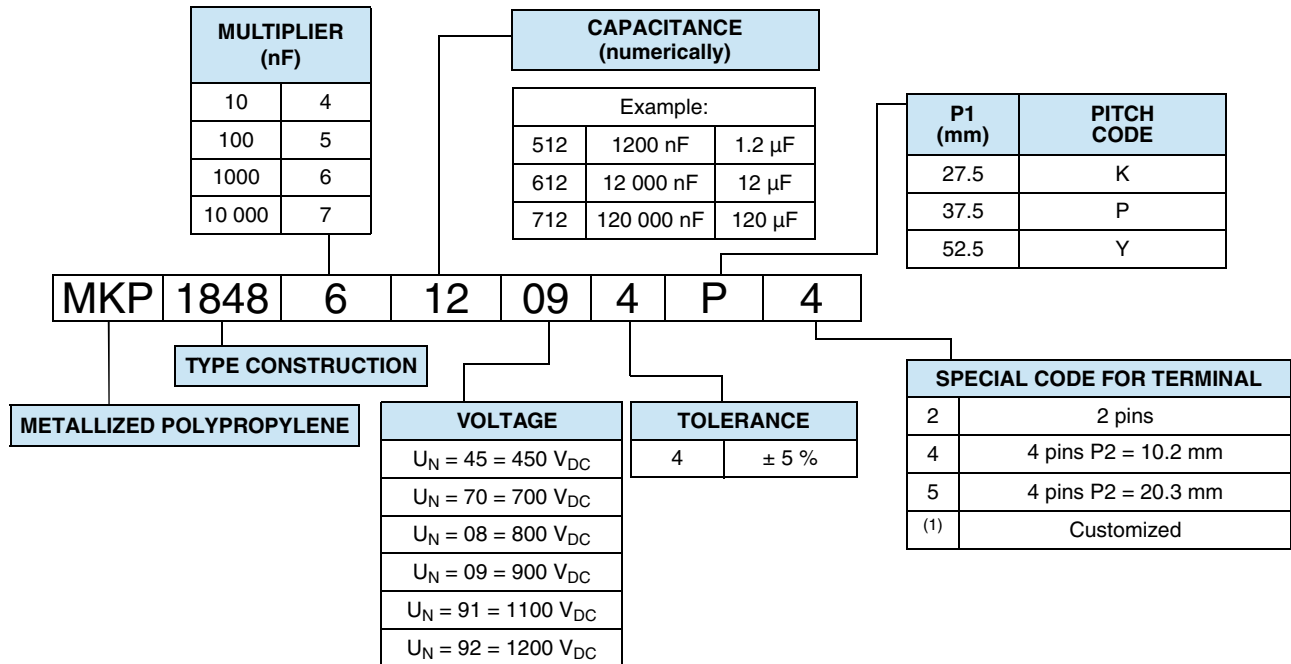 MULTIPLIER
(nF)
10 4
100 5
1000 6
10 000 7
CAPACITANCE
(numerically)
Example:
512 1200 nF 1.2 µF
612 12 000 nF 12 µF
712 120 000 nF 120 µF
P1
(mm)
PITCH
CODE
27.5 K
37.5 P
52.5 Y
MKP 1848 6 12 09 4 P 4
TYPE CONSTRUCTION
METALLIZED POLYPROPYLENE
VOLTAGE
U_N = 45 = 450 V_DC
U_N = 70 = 700 V_DC
U_N = 08 = 800 V_DC
U_N = 09 = 900 V_DC
U_N = 91 = 1100 V_DC
U_N = 92 = 1200 V_DC
TOLERANCE
4 ± 5 %
SPECIAL CODE FOR TERMINAL
2 2 pins
4 4 pins P2 = 10.2 mm
5 4 pins P2 = 20.3 mm
(1) Customized